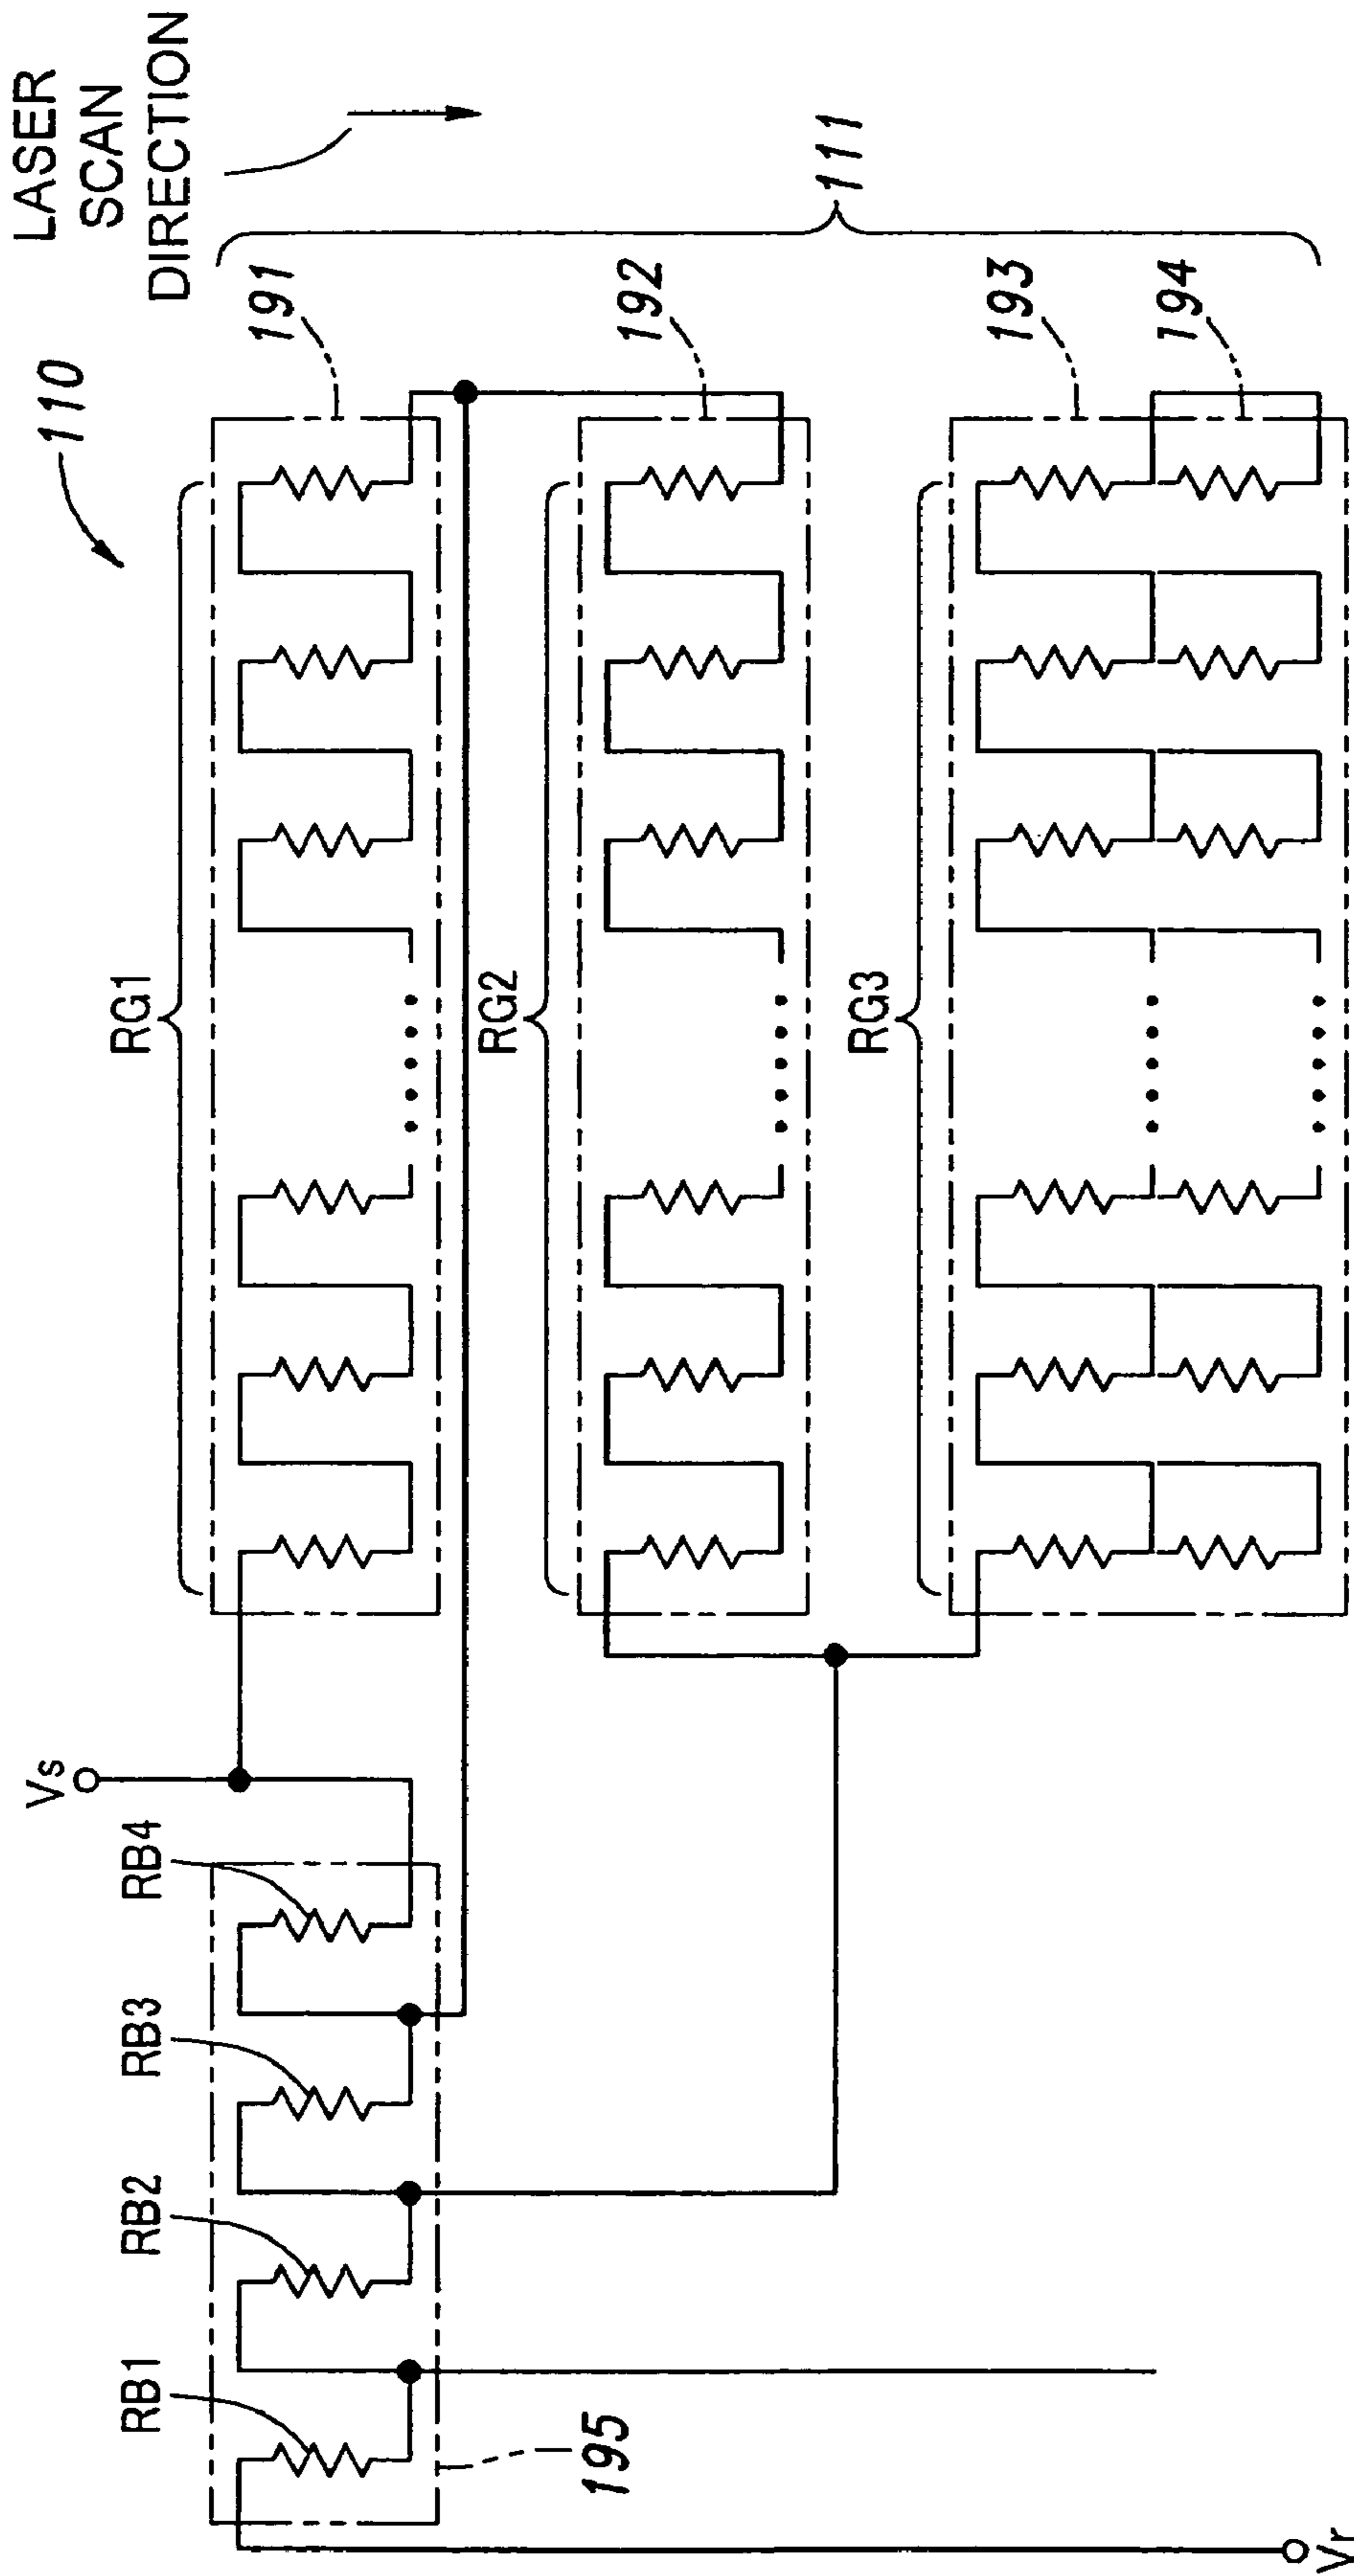 LASER
SCAN
DIRECTION
110
191
192
193
194
111
RG1
RG2
RG3
Vs
RB4
RB3
RB2
RB1
195
Vr